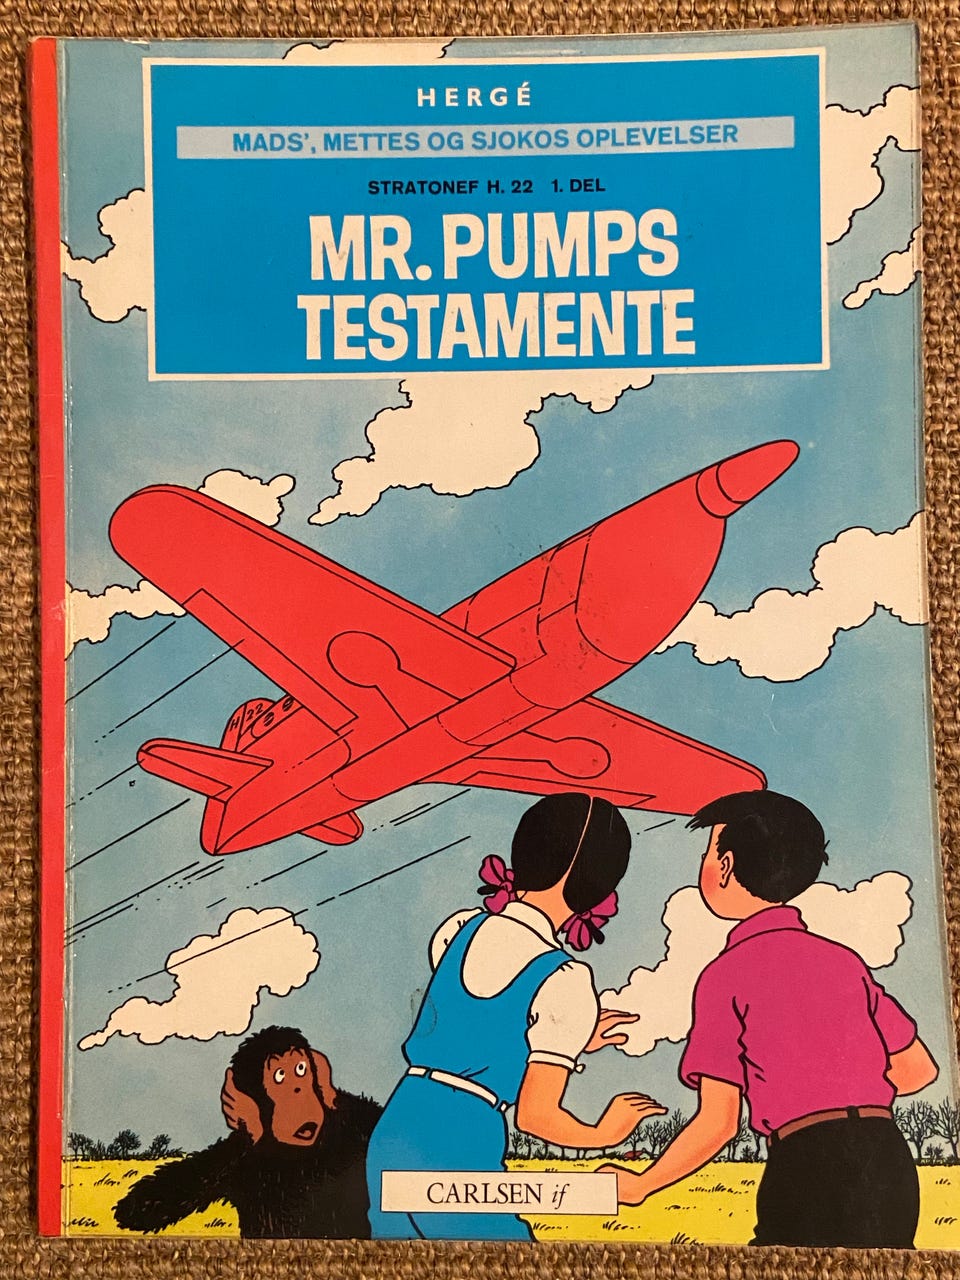 HERGÉ
MADS', METTES OG SJOKOS OPLEVELSER
STRATONEF H. 22 1. DEL
MR. PUMPS
TESTAMENTE
H 22
CARLSEN if